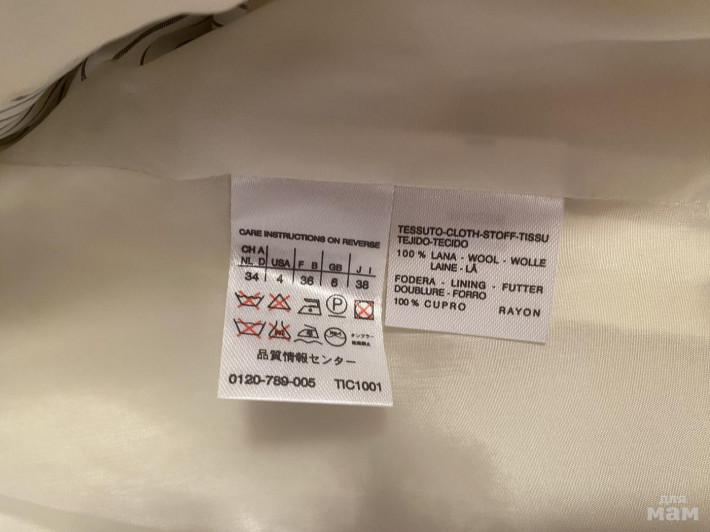 CARE INSTRUCTIONS ON REVERSE
CH A
NL D USA F B GB J I
34 4 36 6 38
P
品質情報センター
0120-789-005 TIC1001
TESSUTO-CLOTH-STOFF-TISSU
TEJIDO-TECIDO
100% LANA - WOOL - WOLLE
LAINE - LÃ
FODERA - LINING - FUTTER
DOUBLURE - FORRO
100% CUPRO RAYON
для
мам